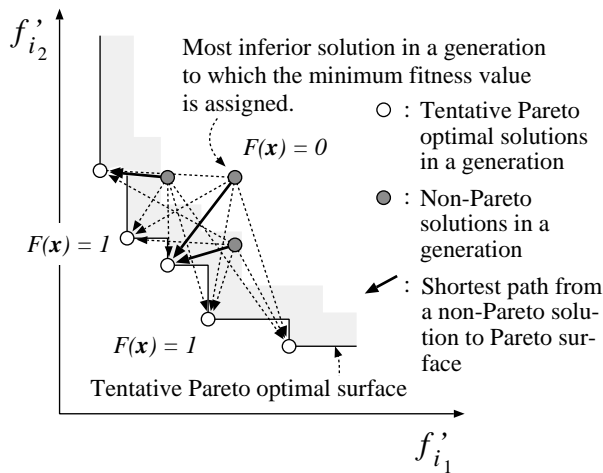 f'i2
Most inferior solution in a generation
to which the minimum fitness value
is assigned.
F(x) = 0
: Tentative Pareto
optimal solutions
in a generation
: Non-Pareto
solutions in a
generation
: Shortest path from
a non-Pareto solu-
tion to Pareto sur-
face
F(x) = 1
F(x) = 1
Tentative Pareto optimal surface
f'i1